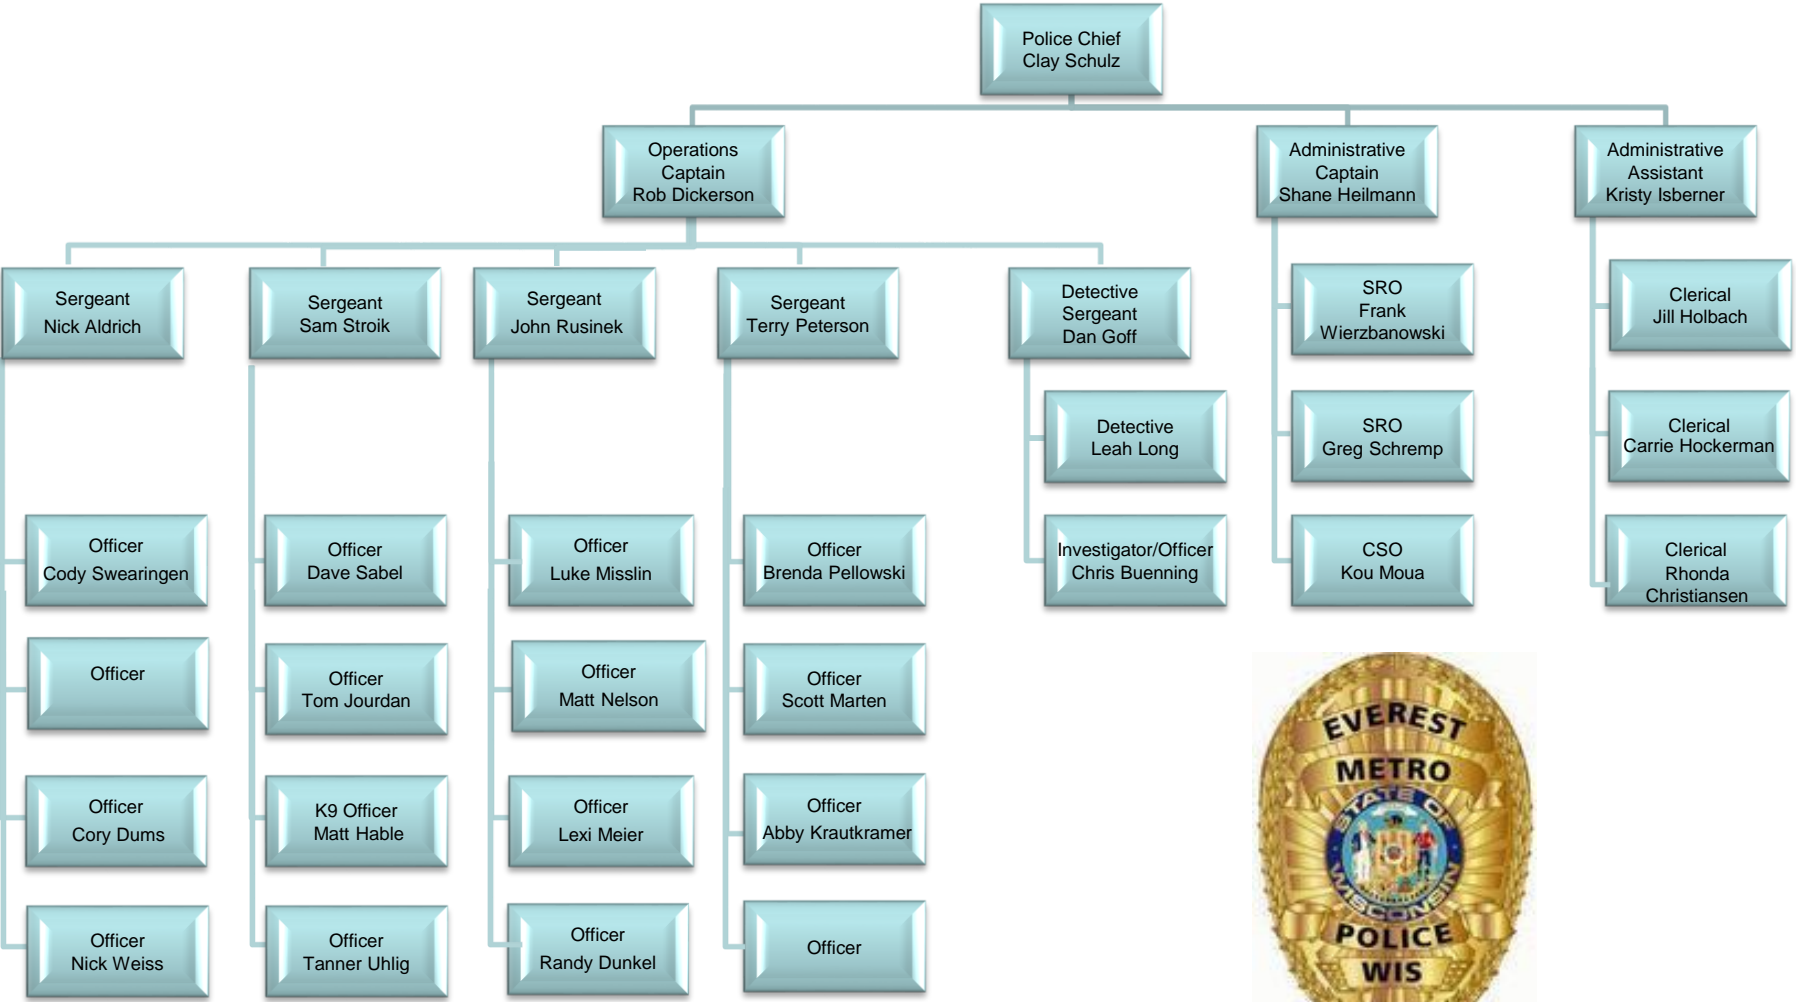 Police Chief
Clay Schulz
Operations
Captain
Rob Dickerson
Administrative
Captain
Shane Heilmann
Administrative
Assistant
Kristy Isberner
Sergeant
Nick Aldrich
Sergeant
Sam Stroik
Sergeant
John Rusinek
Sergeant
Terry Peterson
Detective
Sergeant
Dan Goff
SRO
Frank
Wierzbanowski
Clerical
Jill Holbach
Detective
Leah Long
SRO
Greg Schremp
Clerical
Carrie Hockerman
Officer
Cody Swearingen
Officer
Dave Sabel
Officer
Luke Misslin
Officer
Brenda Pellowski
Investigator/Officer
Chris Buenning
CSO
Kou Moua
Clerical
Rhonda
Christiansen
Officer
Officer
Tom Jourdan
Officer
Matt Nelson
Officer
Scott Marten
Officer
Cory Dums
K9 Officer
Matt Hable
Officer
Lexi Meier
Officer
Abby Krautkramer
Officer
Nick Weiss
Officer
Tanner Uhlig
Officer
Randy Dunkel
Officer
EVEREST
METRO
STATE OF
WISCONSIN
POLICE
WIS